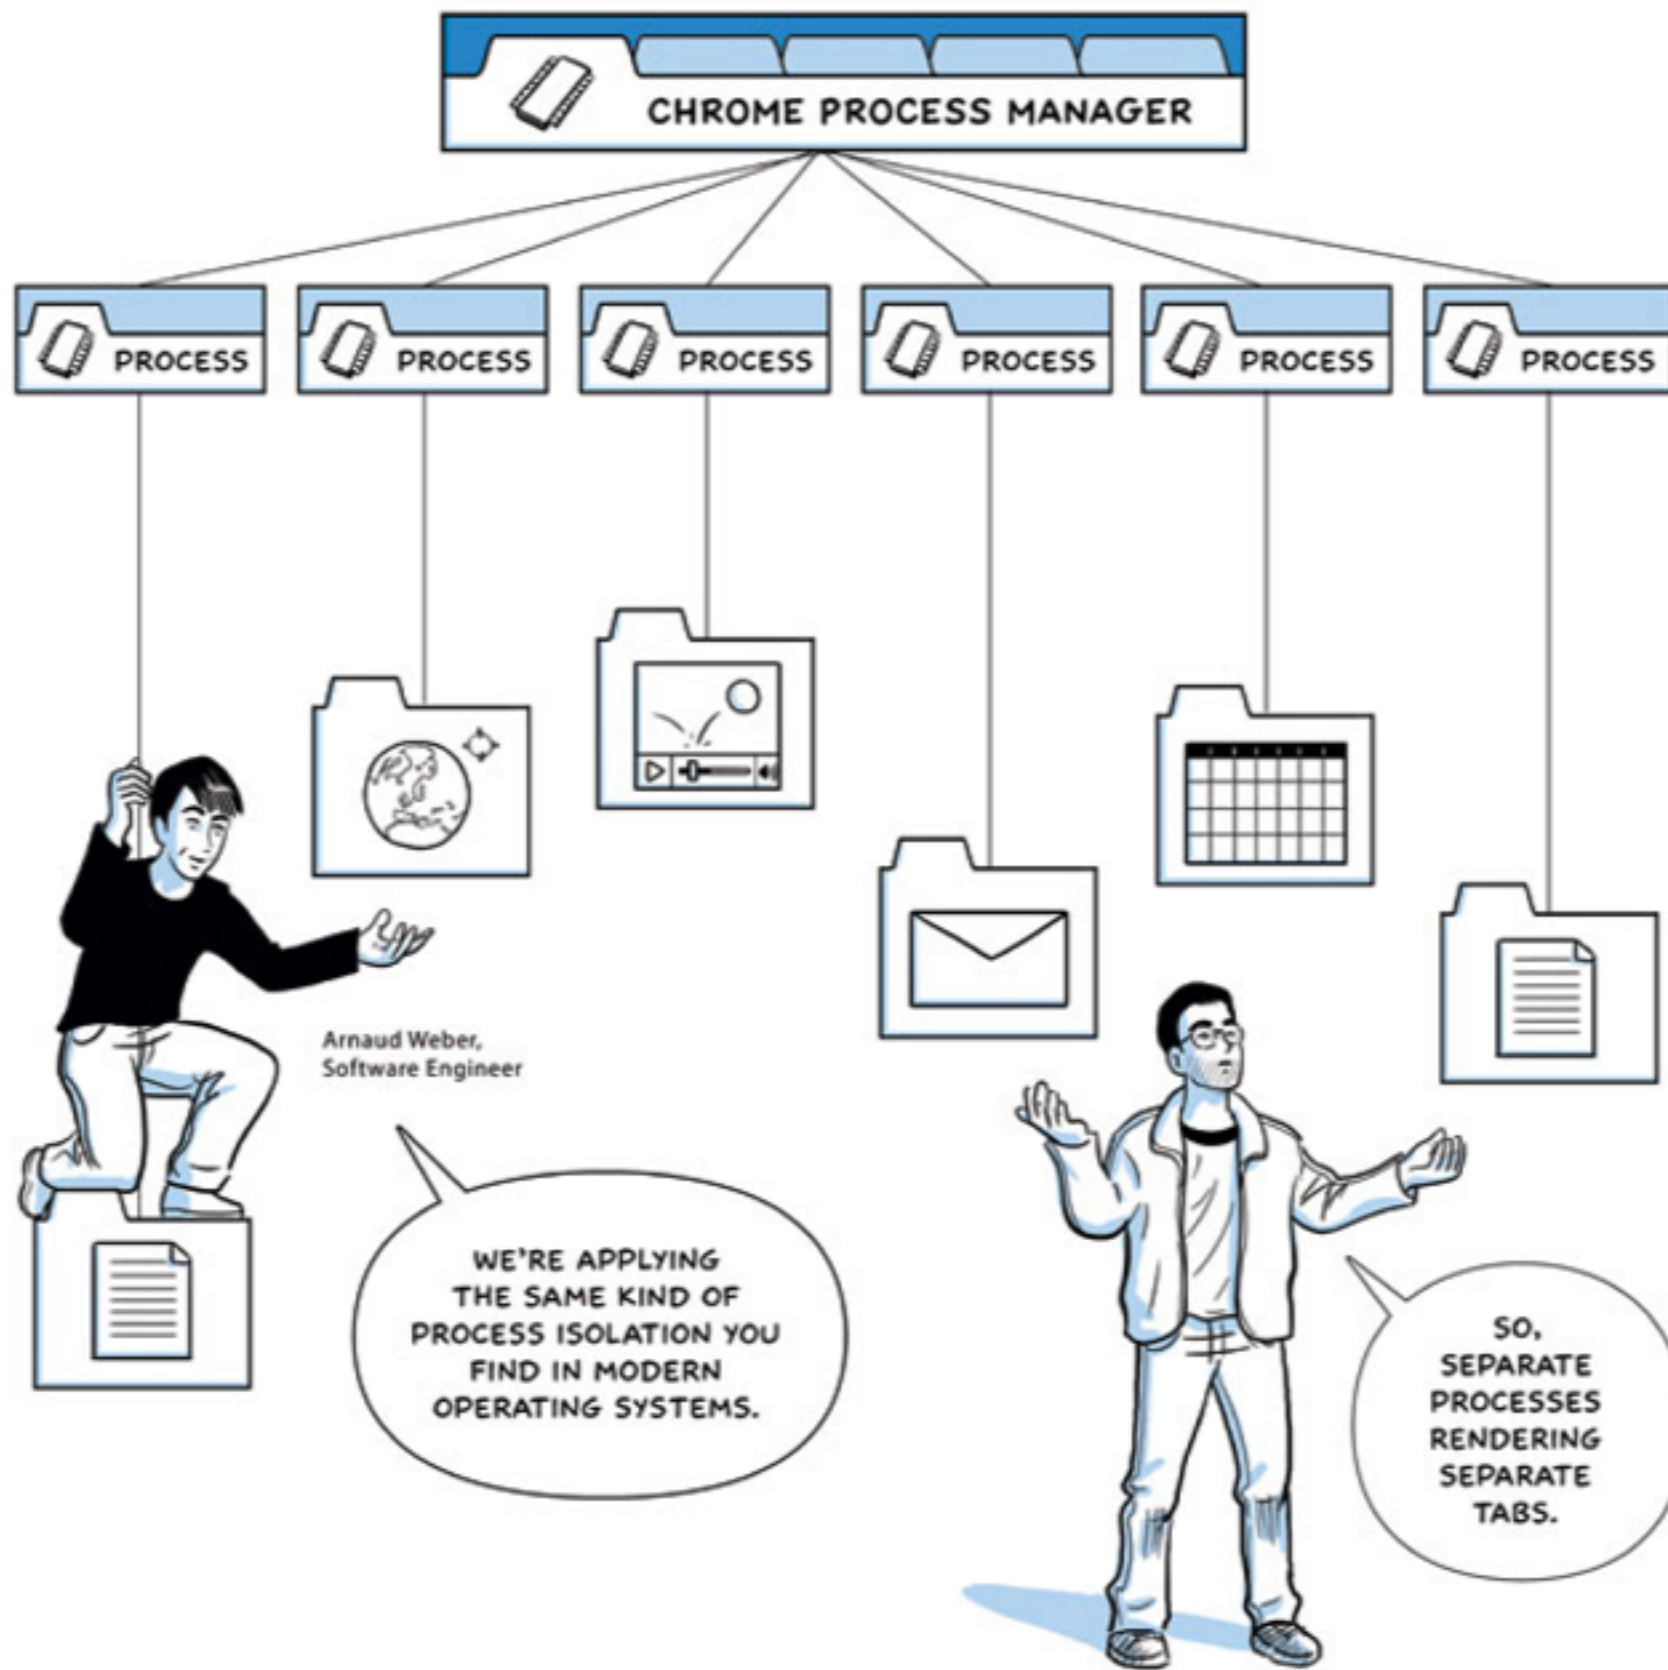 CHROME PROCESS MANAGER
PROCESS
PROCESS
PROCESS
PROCESS
PROCESS
PROCESS
Arnaud Weber,
Software Engineer
WE'RE APPLYING
THE SAME KIND OF
PROCESS ISOLATION YOU
FIND IN MODERN
OPERATING SYSTEMS.
SO,
SEPARATE
PROCESSES
RENDERING
SEPARATE
TABS.